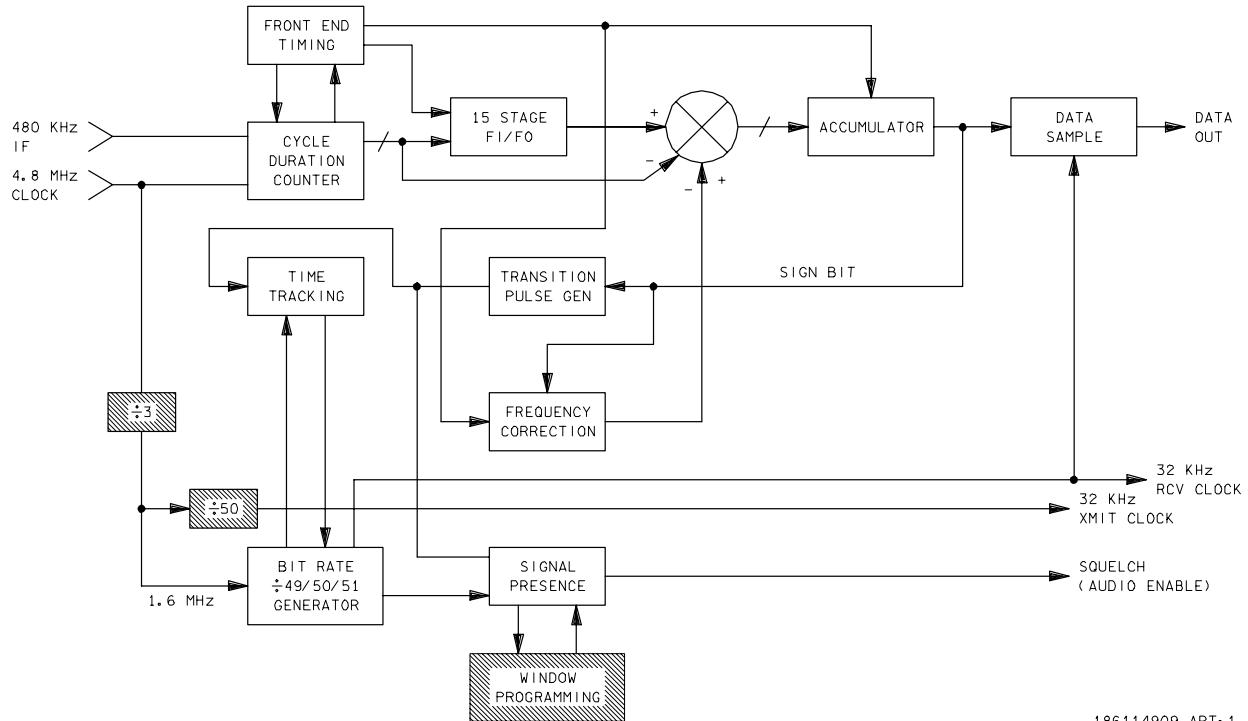 FRONT END
TIMING
480 KHz
IF
4.8 MHz
CLOCK
CYCLE
DURATION
COUNTER
15 STAGE
FI/FO
+
-
-
+
ACCUMULATOR
DATA
SAMPLE
DATA
OUT
TIME
TRACKING
TRANSITION
PULSE GEN
SIGN BIT
÷3
FREQUENCY
CORRECTION
÷50
32 KHz
RCV CLOCK
32 KHz
XMIT CLOCK
1.6 MHz
BIT RATE
÷49/50/51
GENERATOR
SIGNAL
PRESENCE
SQUELCH
(AUDIO ENABLE)
WINDOW
PROGRAMMING